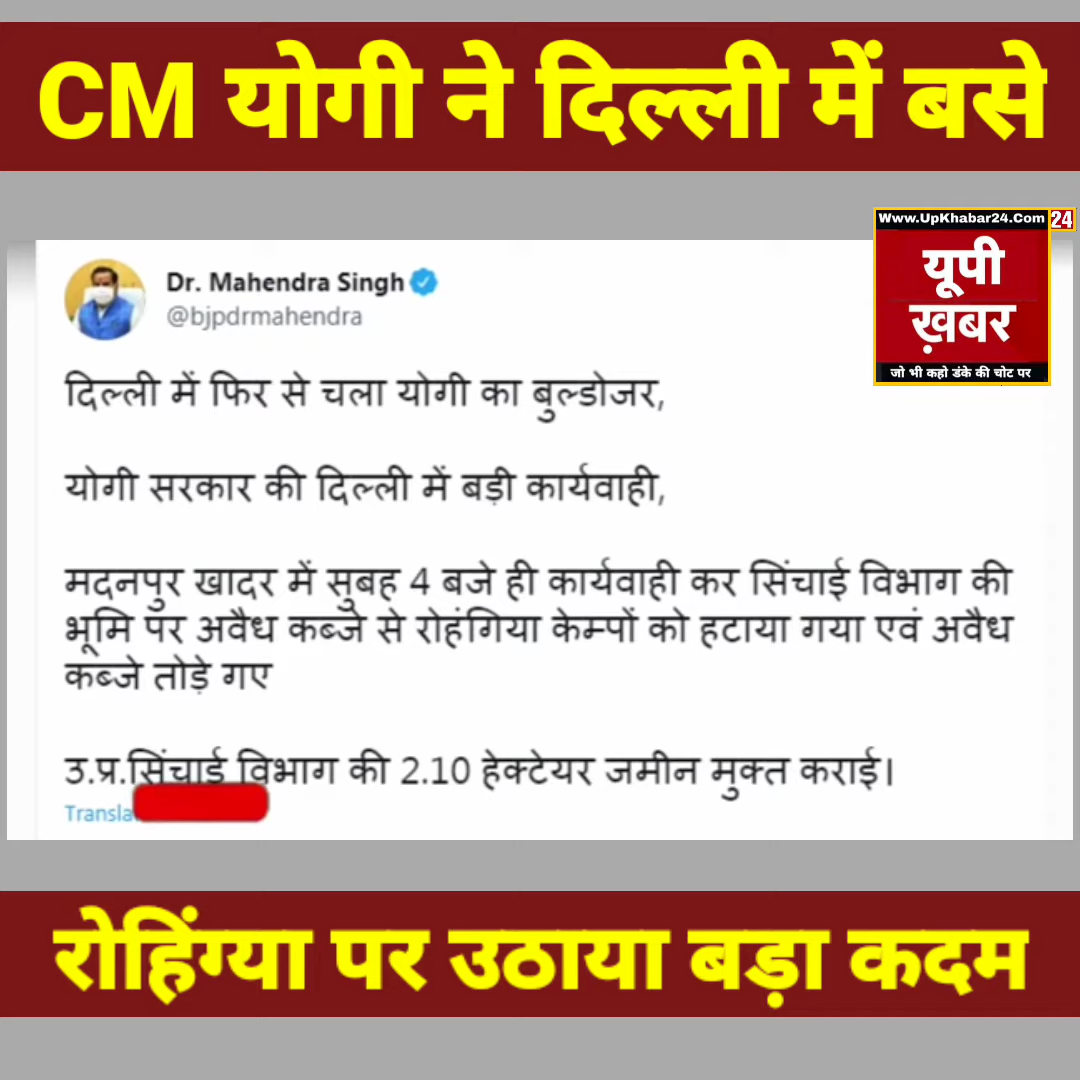 CM योगी ने दिल्ली में बसे
Www.UpKhabar24.Com 24
यूपी
ख़बर
जो भी कहो डंके की चोट पर
Dr. Mahendra Singh
@bjpdrmahendra
दिल्ली में फिर से चला योगी का बुल्डोजर,
योगी सरकार की दिल्ली में बड़ी कार्यवाही,
मदनपुर खादर में सुबह 4 बजे ही कार्यवाही कर सिंचाई विभाग की
भूमि पर अवैध कब्जे से रोहंगिया केम्पों को हटाया गया एवं अवैध
कब्जे तोड़े गए
उ.प्र.सिंचाई विभाग की 2.10 हेक्टेयर जमीन मुक्त कराई।
रोहिंग्या पर उठाया बड़ा कदम